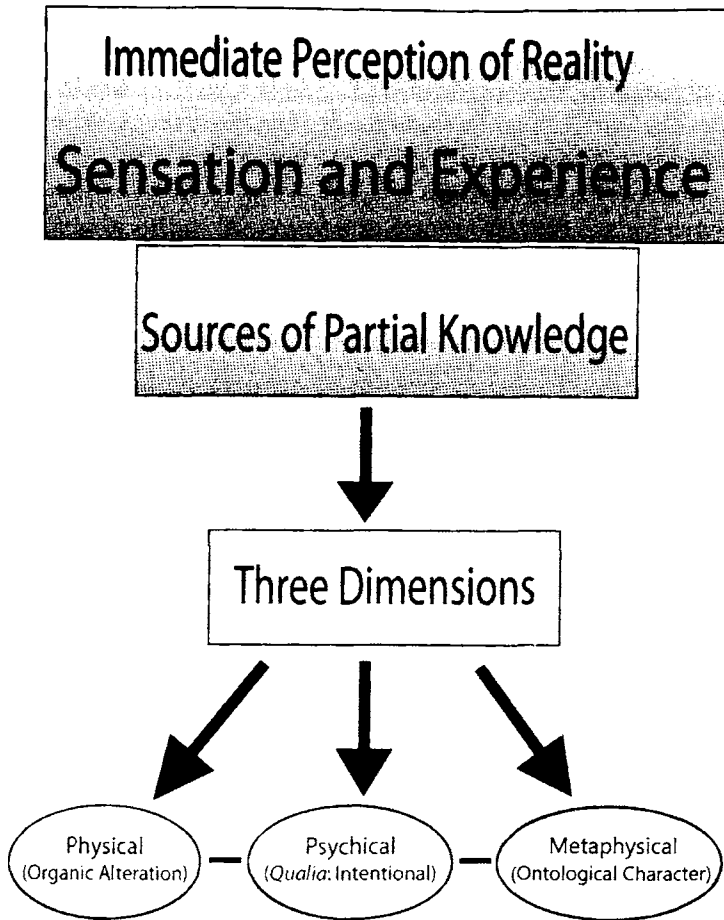 Immediate Perception of Reality
Sensation and Experience
Sources of Partial Knowledge
Three Dimensions
Physical
(Organic Alteration)
Psychical
(Qualia: Intentional)
Metaphysical
(Ontological Character)